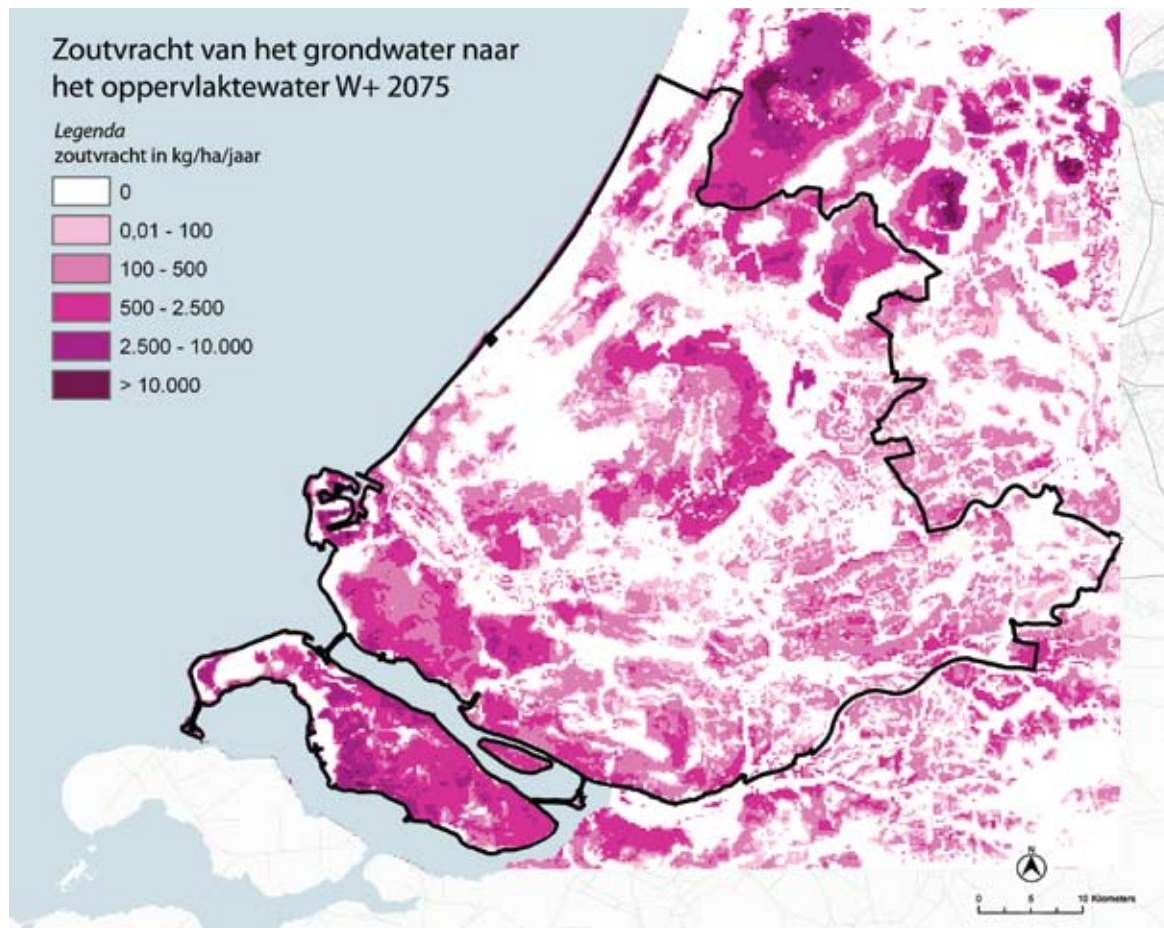 Zoutvracht van het grondwater naar
het oppervlaktewater W+ 2075
Legenda
zoutvracht in kg/ha/jaar
0
0,01 - 100
100 - 500
500 - 2.500
2.500 - 10.000
> 10.000
N
0 5 10 Kilometers